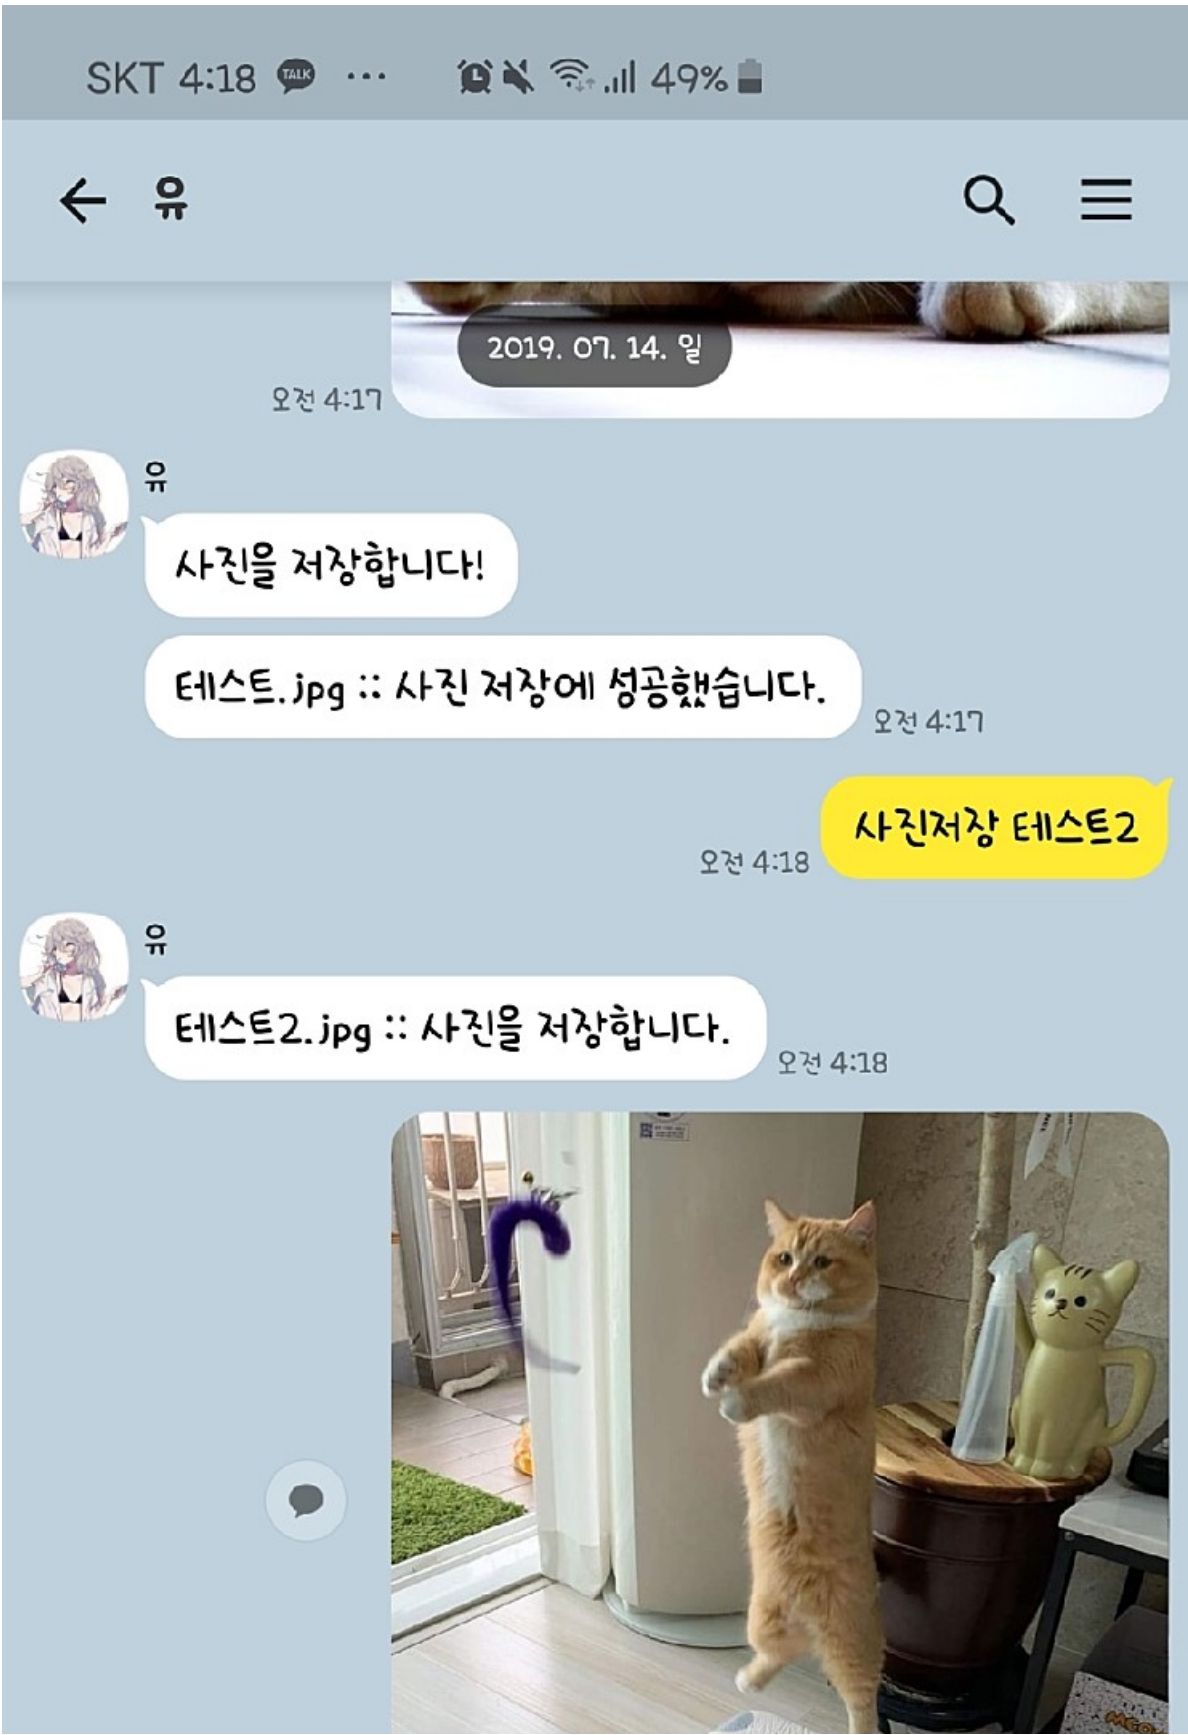 SKT 4:18 TALK ··· 49%
유
2019. 07. 14. 일
오전 4:17
유
사진을 저장합니다!
테스트.jpg :: 사진 저장에 성공했습니다.
오전 4:17
사진저장 테스트2
오전 4:18
유
테스트2.jpg :: 사진을 저장합니다.
오전 4:18